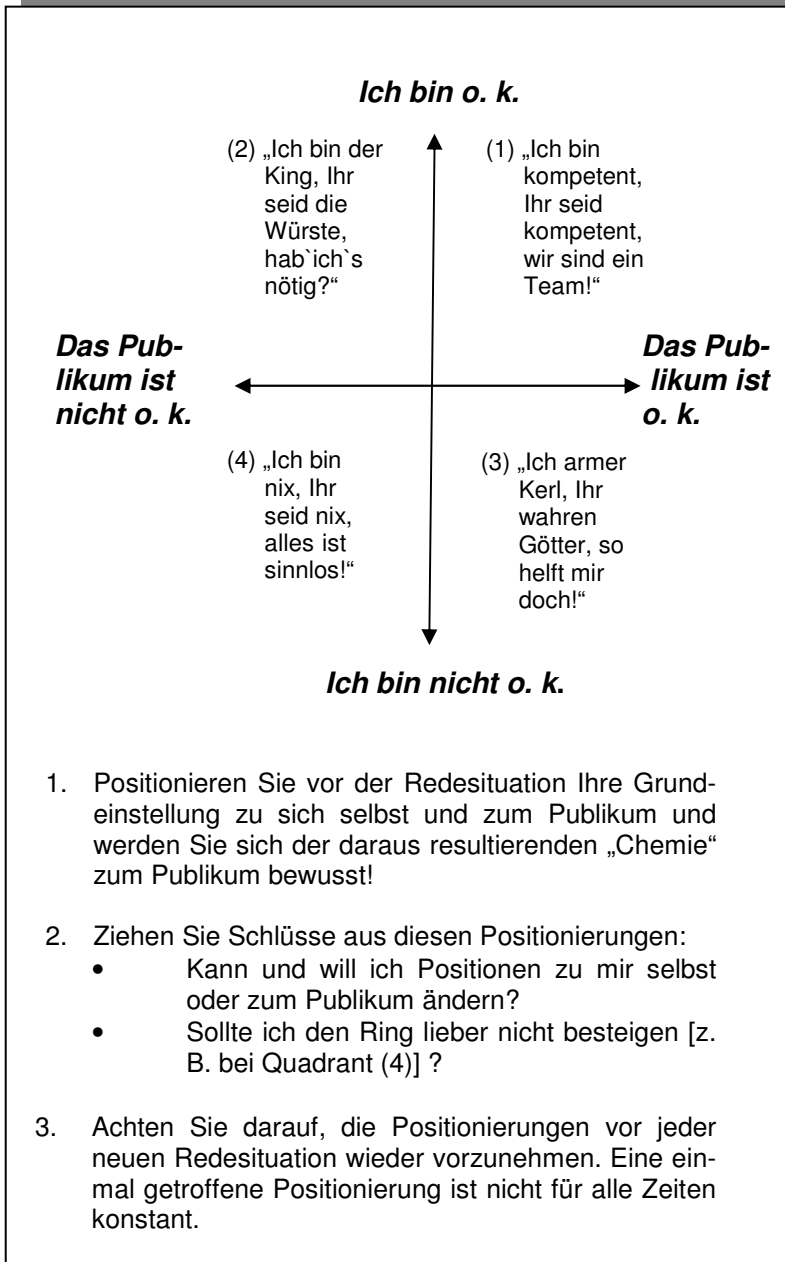 Ich bin o. k.
(2) „Ich bin der
King, Ihr
seid die
Würste,
hab`ich`s
nötig?“
(1) „Ich bin
kompetent,
Ihr seid
kompetent,
wir sind ein
Team!“
Das Pub-
likum ist
nicht o. k.
Das Pub-
likum ist
o. k.
(4) „Ich bin
nix, Ihr
seid nix,
alles ist
sinnlos!“
(3) „Ich armer
Kerl, Ihr
wahren
Götter, so
helft mir
doch!“
Ich bin nicht o. k.
1. Positionieren Sie vor der Redesituation Ihre Grund-
einstellung zu sich selbst und zum Publikum und
werden Sie sich der daraus resultierenden „Chemie“
zum Publikum bewusst!
2. Ziehen Sie Schlüsse aus diesen Positionierungen:
• Kann und will ich Positionen zu mir selbst
oder zum Publikum ändern?
• Sollte ich den Ring lieber nicht besteigen [z.
B. bei Quadrant (4)] ?
3. Achten Sie darauf, die Positionierungen vor jeder
neuen Redesituation wieder vorzunehmen. Eine ein-
mal getroffene Positionierung ist nicht für alle Zeiten
konstant.